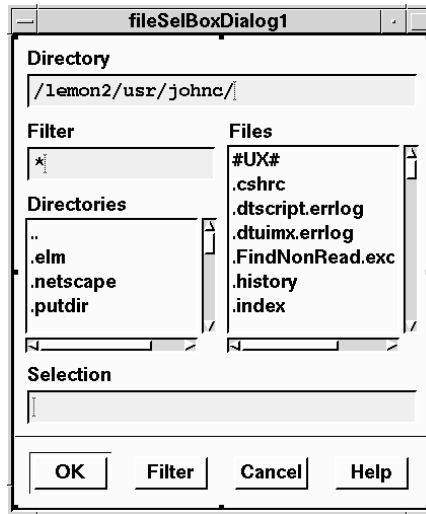 fileSelBoxDialog1
Directory
/lemon2/usr/johnc/
Filter
*
Directories
..
.elm
.netscape
.putdir
Files
#UX#
.cshrc
.dtscript.errlog
.dtuimx.errlog
.FindNonRead.exc
.history
.index
Selection
OK Filter Cancel Help